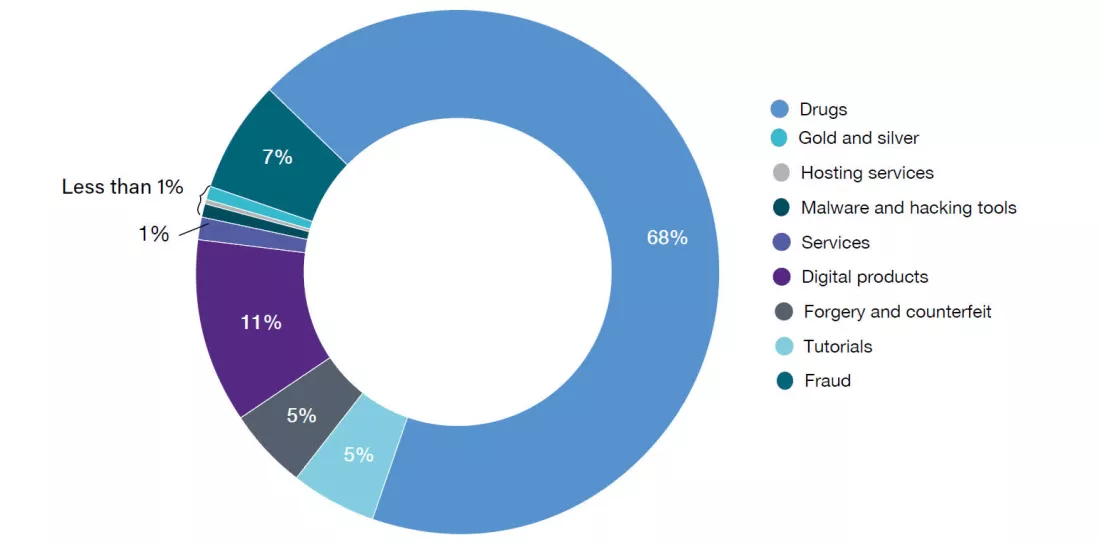 7%
Less than 1%
1%
68%
11%
5%
5%
Drugs
Gold and silver
Hosting services
Malware and hacking tools
Services
Digital products
Forgery and counterfeit
Tutorials
Fraud